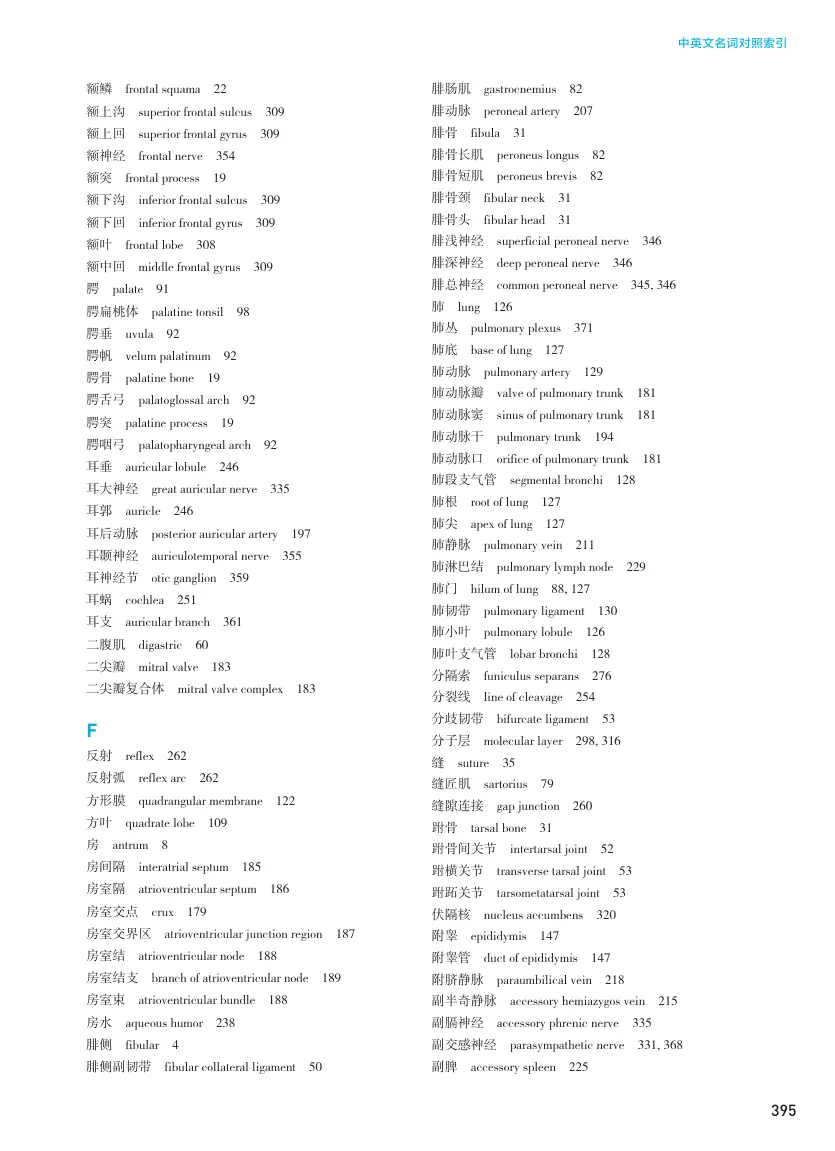 中英文名词对照索引
额鳞 frontal squama 22
额上沟 superior frontal sulcus 309
额上回 superior frontal gyrus 309
额神经 frontal nerve 354
额突 frontal process 19
额下沟 inferior frontal sulcus 309
额下回 inferior frontal gyrus 309
额叶 frontal lobe 308
额中回 middle frontal gyrus 309
腭 palate 91
腭扁桃体 palatine tonsil 98
腭垂 uvula 92
腭帆 velum palatinum 92
腭骨 palatine bone 19
腭舌弓 palatoglossal arch 92
腭突 palatine process 19
腭咽弓 palatopharyngeal arch 92
耳垂 auricular lobule 246
耳大神经 great auricular nerve 335
耳郭 auricle 246
耳后动脉 posterior auricular artery 197
耳颞神经 auriculotemporal nerve 355
耳神经节 otic ganglion 359
耳蜗 cochlea 251
耳支 auricular branch 361
二腹肌 digastric 60
二尖瓣 mitral valve 183
二尖瓣复合体 mitral valve complex 183
F
反射 reflex 262
反射弧 reflex arc 262
方形膜 quadrangular membrane 122
方叶 quadrate lobe 109
房 antrum 8
房间隔 interatrial septum 185
房室隔 atrioventricular septum 186
房室交点 crux 179
房室交界区 atrioventricular junction region 187
房室结 atrioventricular node 188
房室结支 branch of atrioventricular node 189
房室束 atrioventricular bundle 188
房水 aqueous humor 238
腓侧 fibular 4
腓侧副韧带 fibular collateral ligament 50
腓肠肌 gastrocnemius 82
腓动脉 peroneal artery 207
腓骨 fibula 31
腓骨长肌 peroneus longus 82
腓骨短肌 peroneus brevis 82
腓骨颈 fibular neck 31
腓骨头 fibular head 31
腓浅神经 superficial peroneal nerve 346
腓深神经 deep peroneal nerve 346
腓总神经 common peroneal nerve 345, 346
肺 lung 126
肺丛 pulmonary plexus 371
肺底 base of lung 127
肺动脉 pulmonary artery 129
肺动脉瓣 valve of pulmonary trunk 181
肺动脉窦 sinus of pulmonary trunk 181
肺动脉干 pulmonary trunk 194
肺动脉口 orifice of pulmonary trunk 181
肺段支气管 segmental bronchi 128
肺根 root of lung 127
肺尖 apex of lung 127
肺静脉 pulmonary vein 211
肺淋巴结 pulmonary lymph node 229
肺门 hilum of lung 88, 127
肺韧带 pulmonary ligament 130
肺小叶 pulmonary lobule 126
肺叶支气管 lobar bronchi 128
分隔索 funiculus separans 276
分裂线 line of cleavage 254
分歧韧带 bifurcate ligament 53
分子层 molecular layer 298, 316
缝 suture 35
缝匠肌 sartorius 79
缝隙连接 gap junction 260
跗骨 tarsal bone 31
跗骨间关节 intertarsal joint 52
跗横关节 transverse tarsal joint 53
跗跖关节 tarsometatarsal joint 53
伏隔核 nucleus accumbens 320
附睾 epididymis 147
附睾管 duct of epididymis 147
附脐静脉 paraumbilical vein 218
副半奇静脉 accessory hemiazygos vein 215
副膈神经 accessory phrenic nerve 335
副交感神经 parasympathetic nerve 331, 368
副脾 accessory spleen 225
395